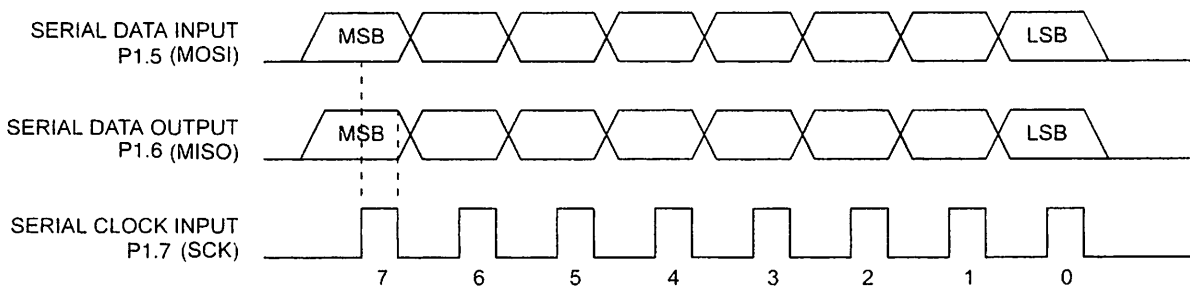 SERIAL DATA INPUT
P1.5 (MOSI)
MSB
LSB
SERIAL DATA OUTPUT
P1.6 (MISO)
MSB
LSB
SERIAL CLOCK INPUT
P1.7 (SCK)
7 6 5 4 3 2 1 0